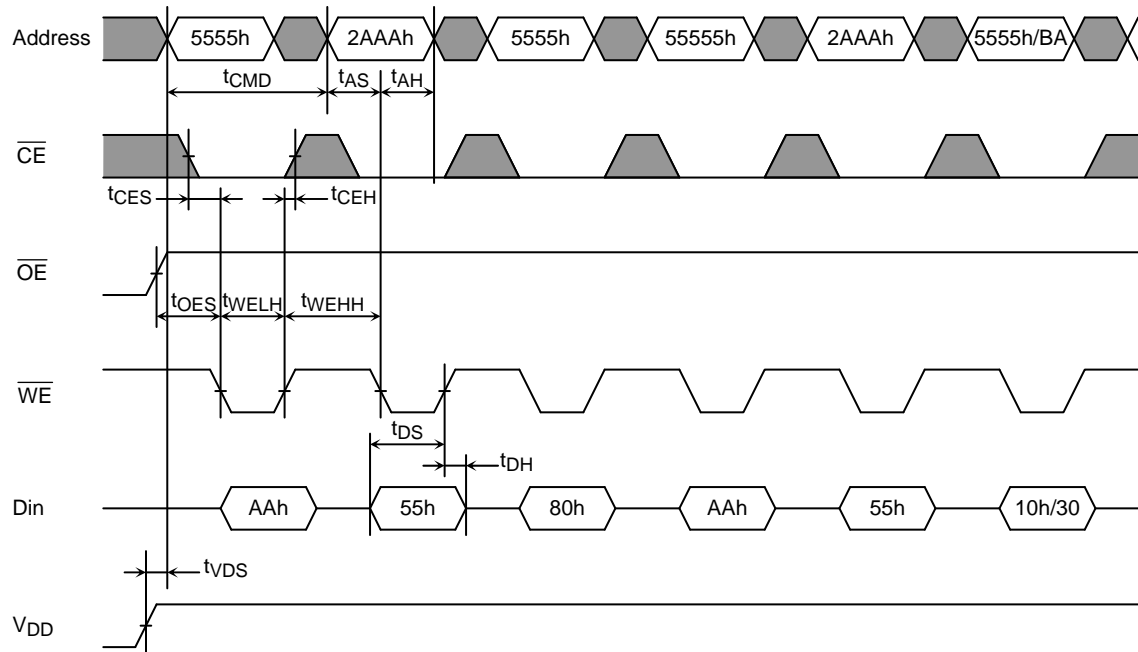 Address 5555h 2AAAh 5555h 55555h 2AAAh 5555h/BA
tCMD tAS tAH
CE
tCES tCEH
OE
tOES tWELH tWEHH
WE
tDS
tDH
Din AAh 55h 80h AAh 55h 10h/30
tVDS
VDD